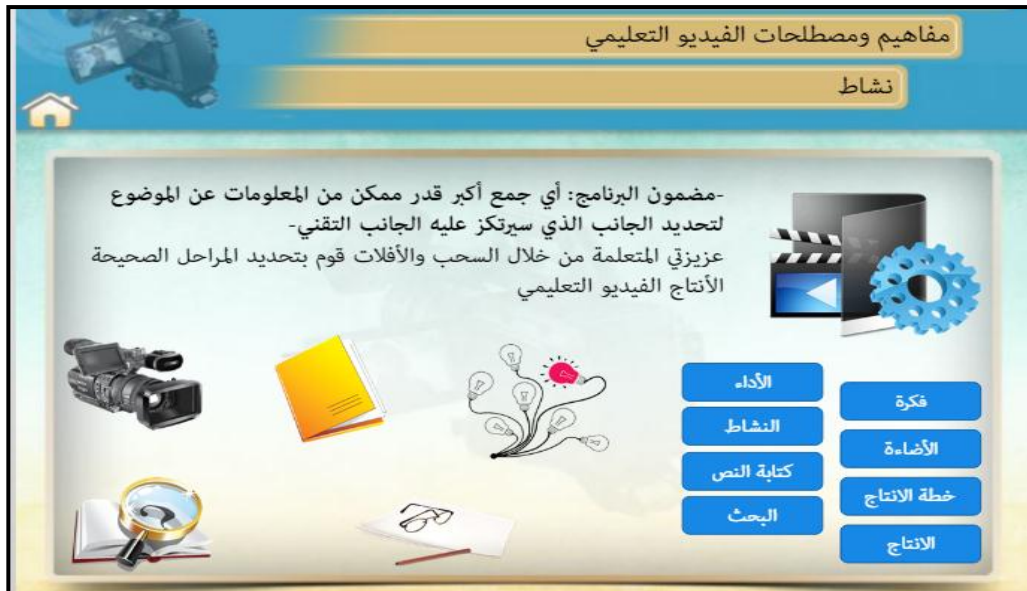 مفاهيم ومصطلحات الفيديو التعليمي
نشاط
-مضمون البرنامج: أي جمع أكبر قدر ممكن من المعلومات عن الموضوع
لتحديد الجانب الذي سيرتكز عليه الجانب التقني-
عزيزتي المتعلمة من خلال السحب والأفلات قوم بتحديد المراحل الصحيحة
الأنتاج الفيديو التعليمي
فكرة
الأضاءة
خطة الانتاج
الانتاج
الأداء
النشاط
كتابة النص
البحث